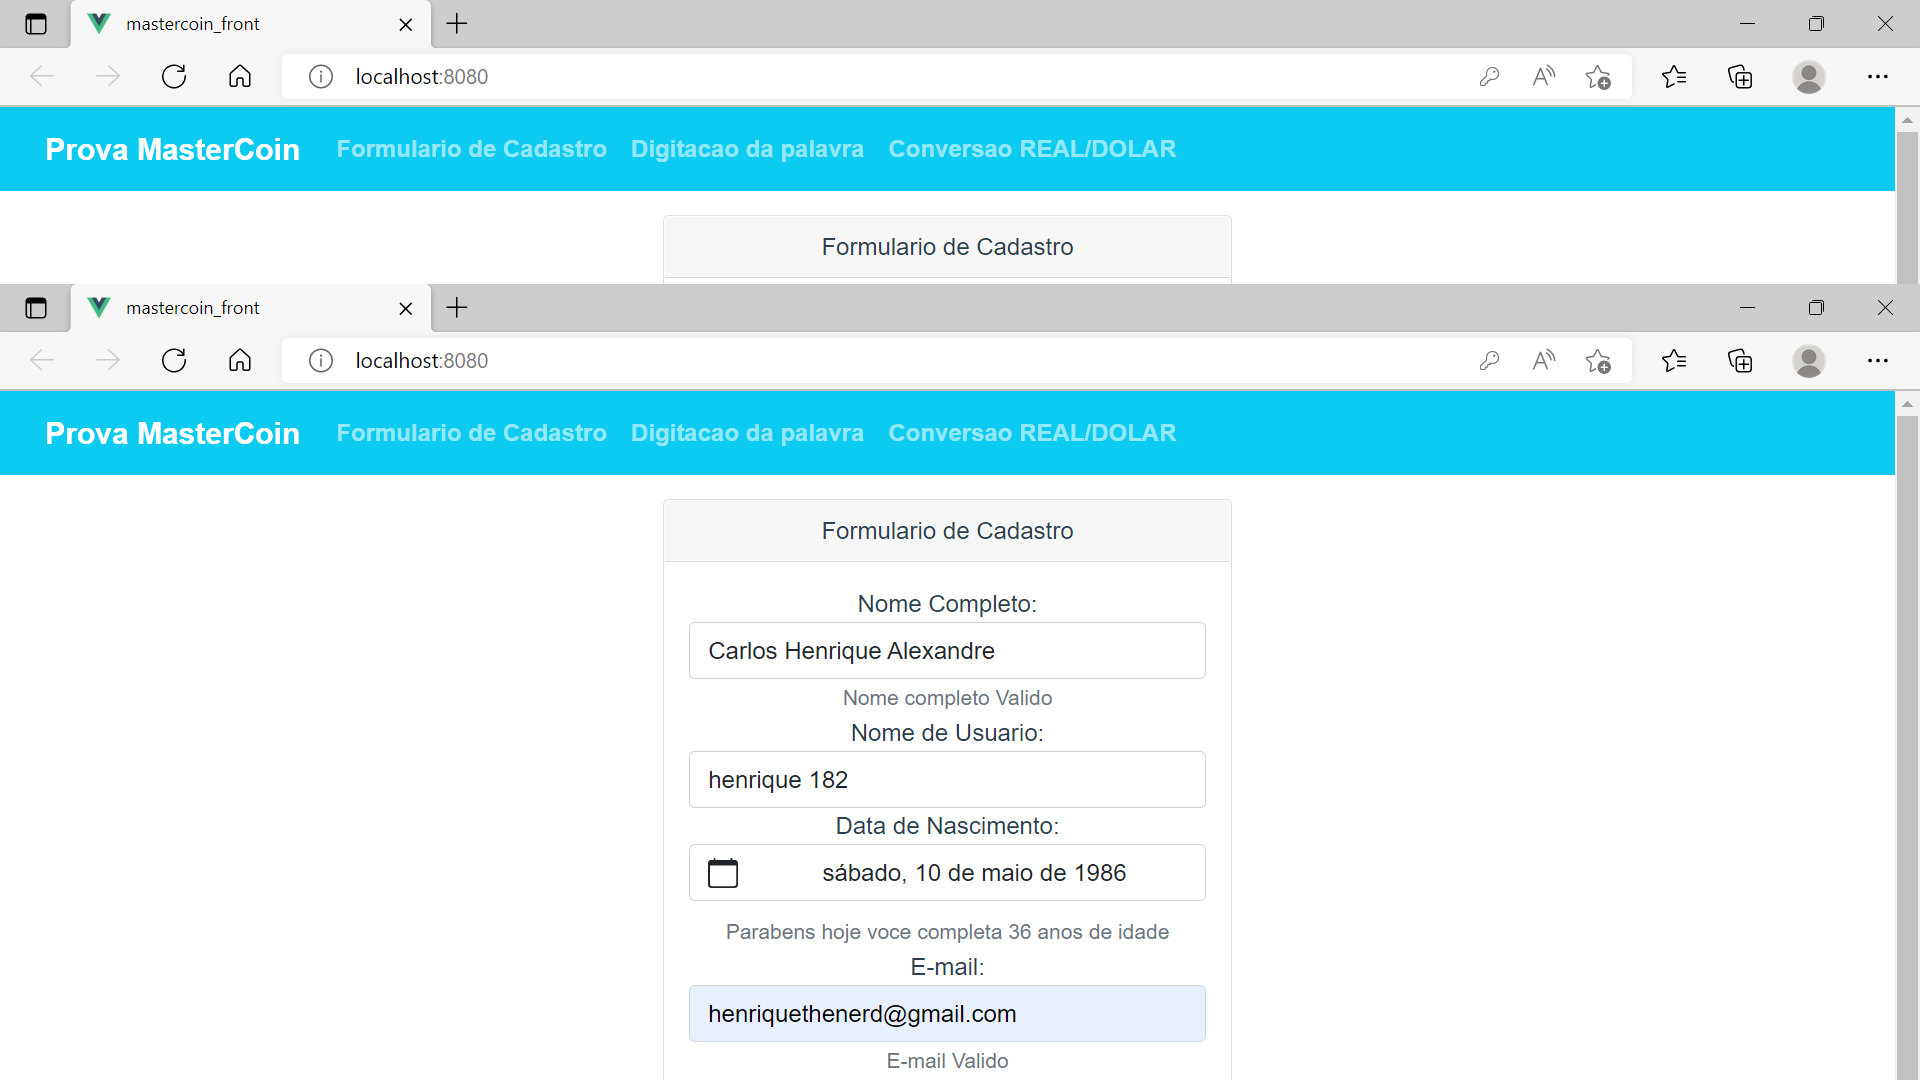 mastercoin_front
localhost:8080
Prova MasterCoin Formulario de Cadastro Digitacao da palavra Conversao REAL/DOLAR
Formulario de Cadastro
mastercoin_front
localhost:8080
Prova MasterCoin Formulario de Cadastro Digitacao da palavra Conversao REAL/DOLAR
Formulario de Cadastro
Nome Completo:
Carlos Henrique Alexandre
Nome completo Valido
Nome de Usuario:
henrique 182
Data de Nascimento:
sábado, 10 de maio de 1986
Parabens hoje voce completa 36 anos de idade
E-mail:
henriquethenerd@gmail.com
E-mail Valido